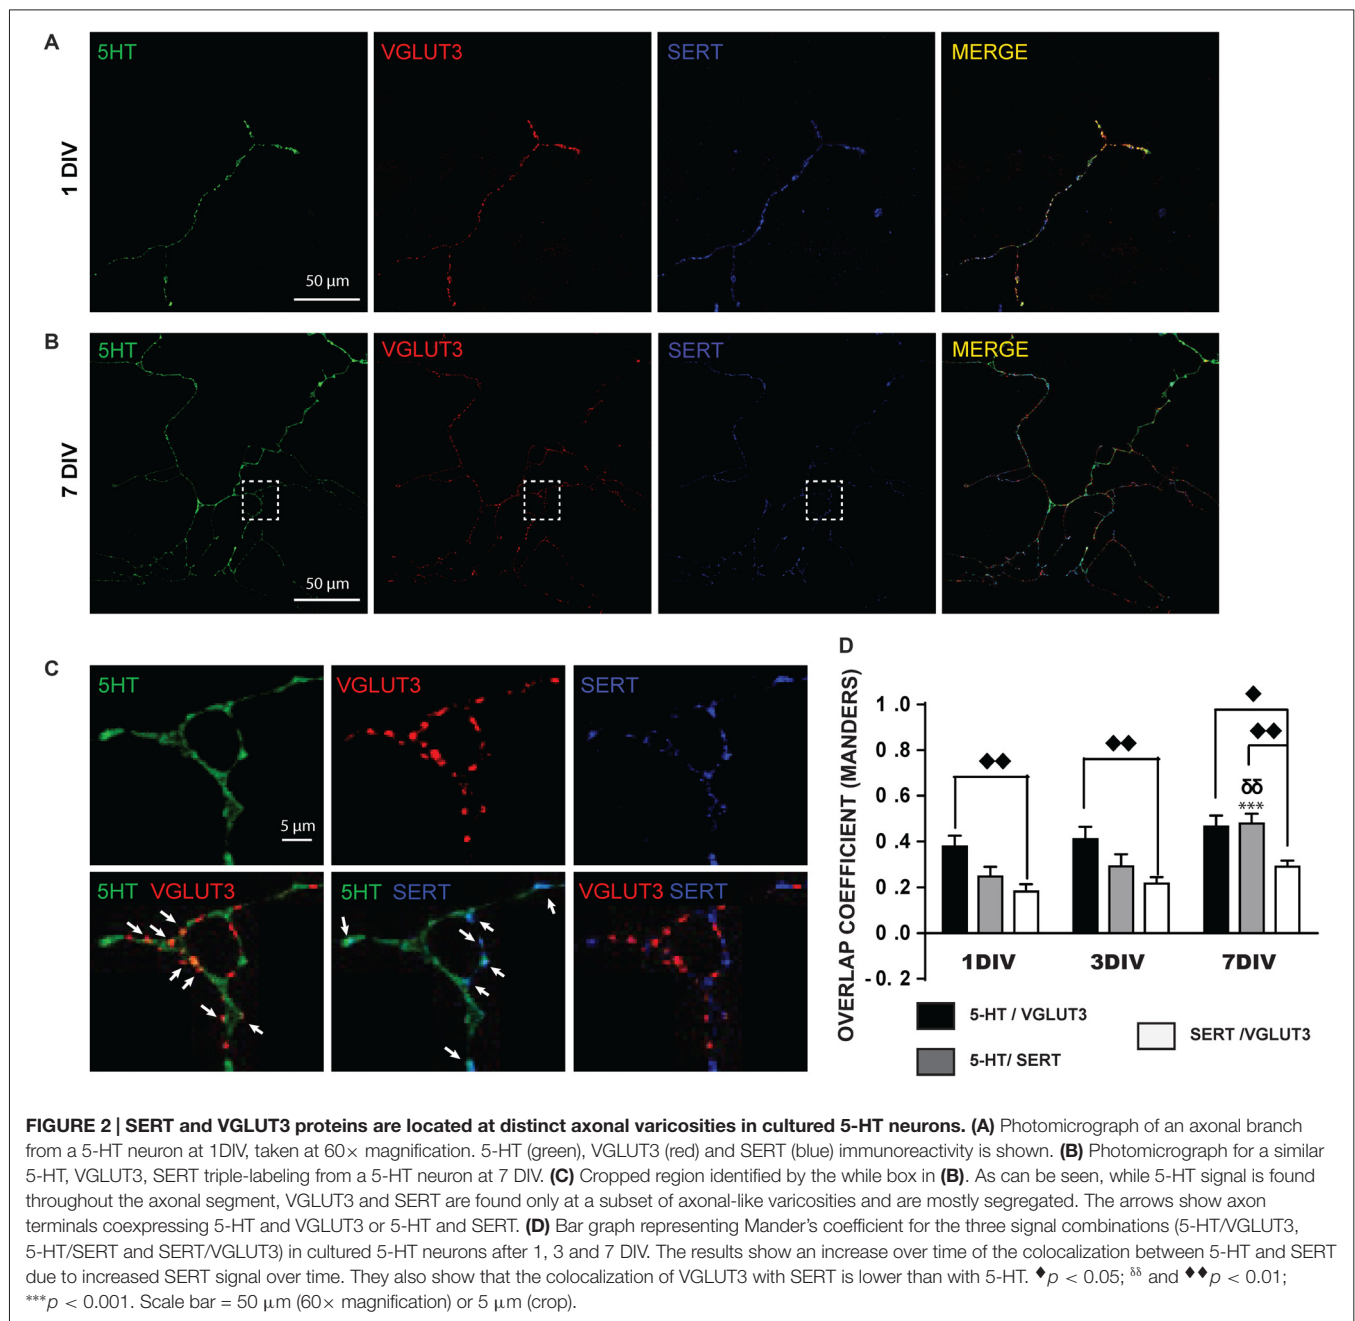 A
5HT
VGLUT3
SERT
MERGE
1 DIV
50 µm
B
5HT
VGLUT3
SERT
MERGE
7 DIV
50 µm
C
5HT
VGLUT3
SERT
5 µm
5HT VGLUT3
5HT SERT
VGLUT3 SERT
D
OVERLAP COEFFICIENT (MANDERS)
1.0
0.8
0.6
0.4
0.2
0.0
-0.2
♦♦
♦♦
♦
♦♦
δδ
***
1DIV
3DIV
7DIV
5-HT / VGLUT3
5-HT/ SERT
SERT /VGLUT3
FIGURE 2 | SERT and VGLUT3 proteins are located at distinct axonal varicosities in cultured 5-HT neurons. (A) Photomicrograph of an axonal branch
from a 5-HT neuron at 1DIV, taken at 60× magnification. 5-HT (green), VGLUT3 (red) and SERT (blue) immunoreactivity is shown. (B) Photomicrograph for a similar
5-HT, VGLUT3, SERT triple-labeling from a 5-HT neuron at 7 DIV. (C) Cropped region identified by the while box in (B). As can be seen, while 5-HT signal is found
throughout the axonal segment, VGLUT3 and SERT are found only at a subset of axonal-like varicosities and are mostly segregated. The arrows show axon
terminals coexpressing 5-HT and VGLUT3 or 5-HT and SERT. (D) Bar graph representing Mander's coefficient for the three signal combinations (5-HT/VGLUT3,
5-HT/SERT and SERT/VGLUT3) in cultured 5-HT neurons after 1, 3 and 7 DIV. The results show an increase over time of the colocalization between 5-HT and SERT
due to increased SERT signal over time. They also show that the colocalization of VGLUT3 with SERT is lower than with 5-HT. ♦p < 0.05; δδ and ♦♦p < 0.01;
***p < 0.001. Scale bar = 50 µm (60× magnification) or 5 µm (crop).